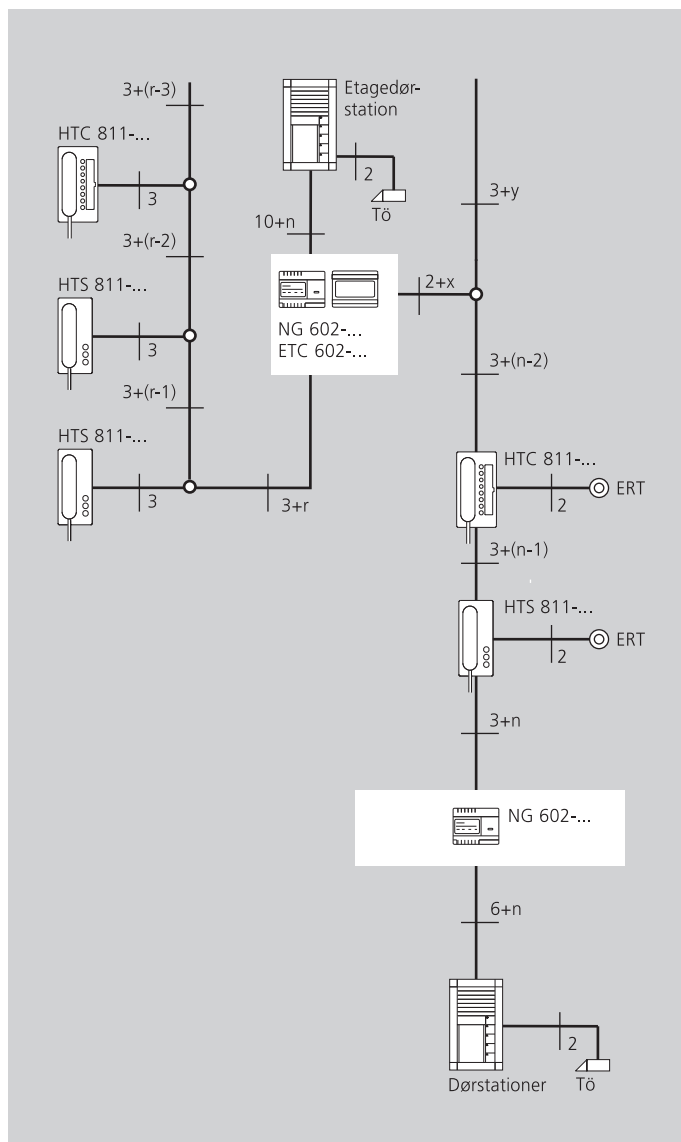 3+(r-3)
HTC 811-...
3
3+(r-2)
HTS 811-...
3
3+(r-1)
HTS 811-...
3
3+r
Etagedør-
station
2
Tö
10+n
NG 602-...
ETC 602-...
2+x
3+y
3+(n-2)
HTC 811-...
2
ERT
3+(n-1)
HTS 811-...
2
ERT
3+n
NG 602-...
6+n
2
Dørstationer
Tö